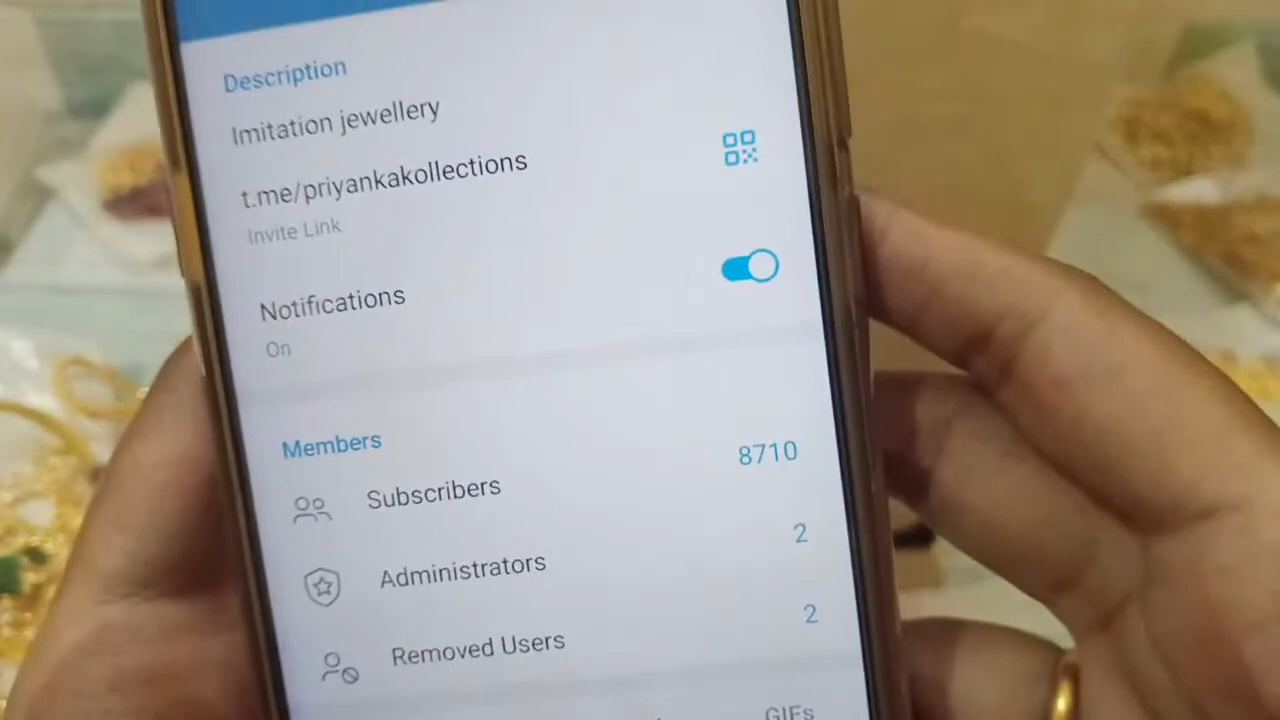 Description
Imitation jewellery
t.me/priyankakollections
Invite Link
Notifications
On
Members
Subscribers 8710
Administrators 2
Removed Users 2
GIFs